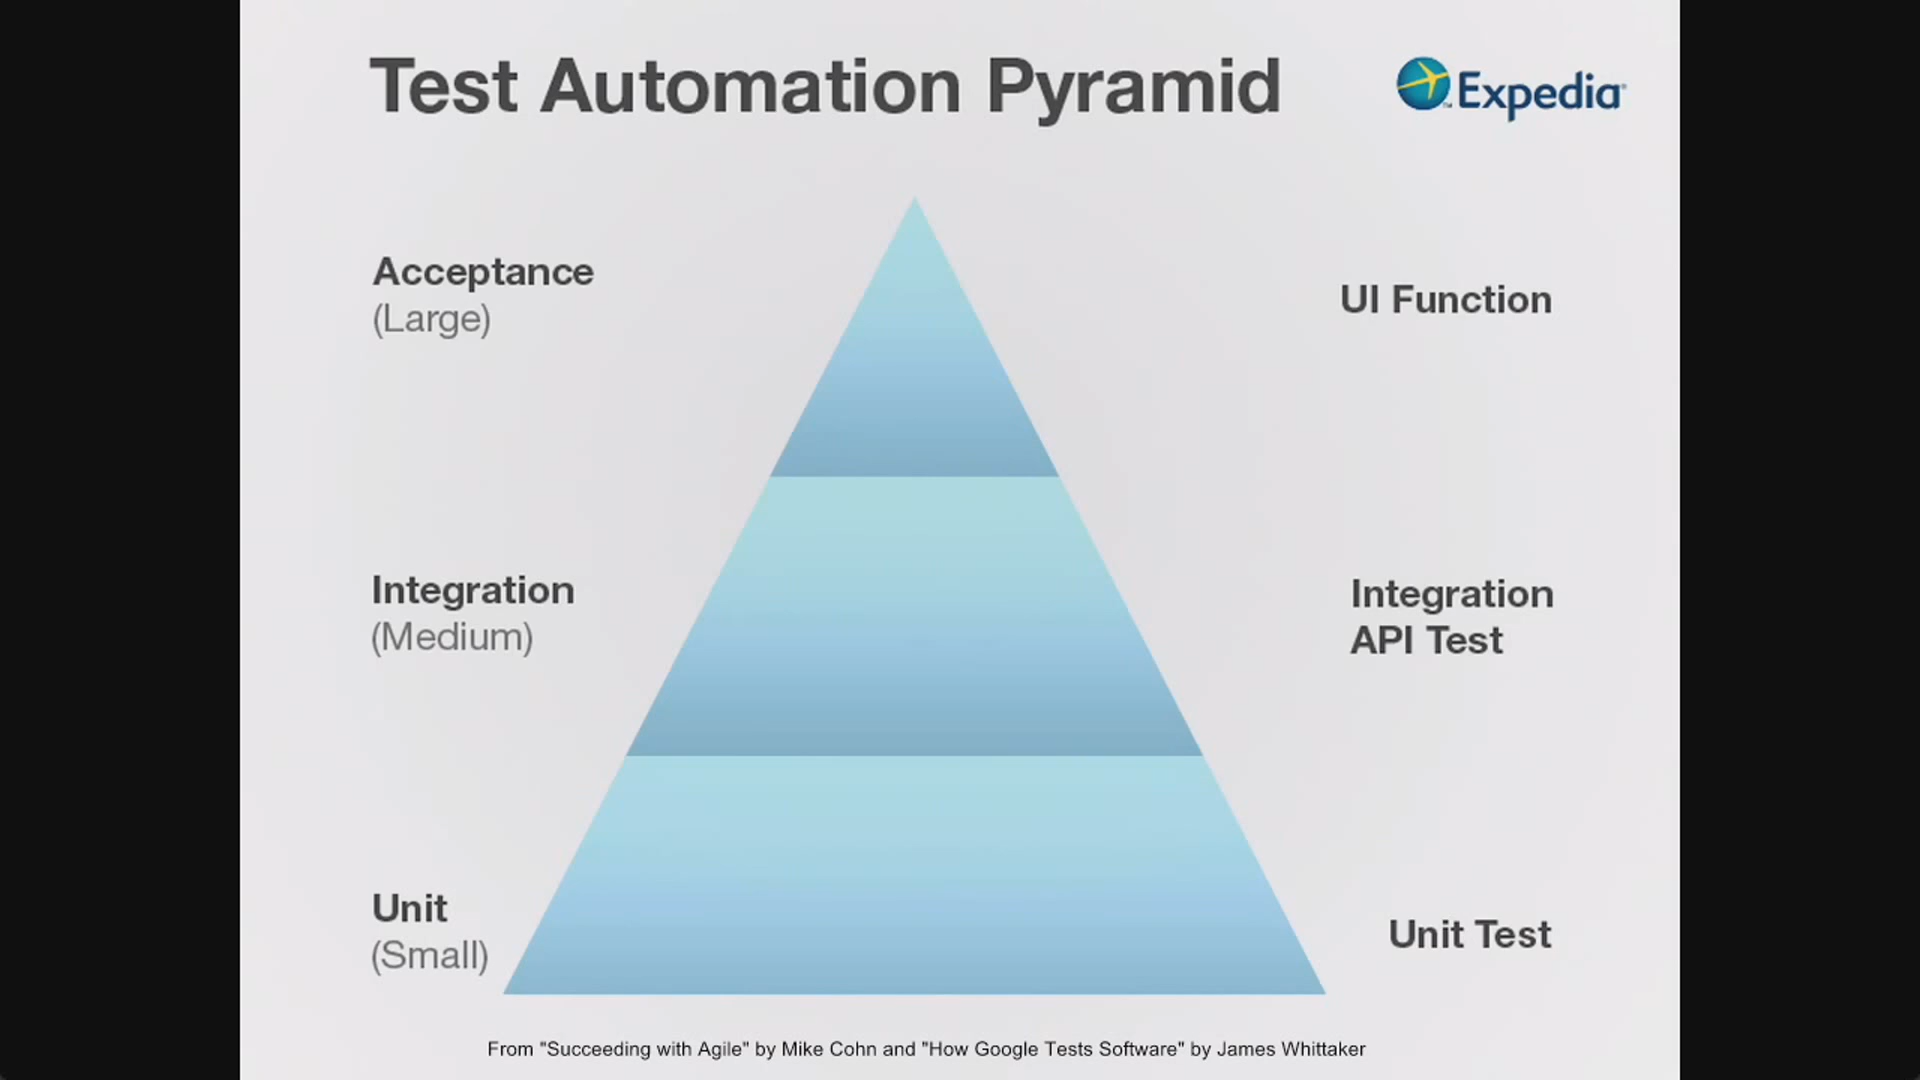 Test Automation Pyramid
Expedia
Acceptance
(Large)
UI Function
Integration
(Medium)
Integration
API Test
Unit
(Small)
Unit Test
From "Succeeding with Agile" by Mike Cohn and "How Google Tests Software" by James Whittaker